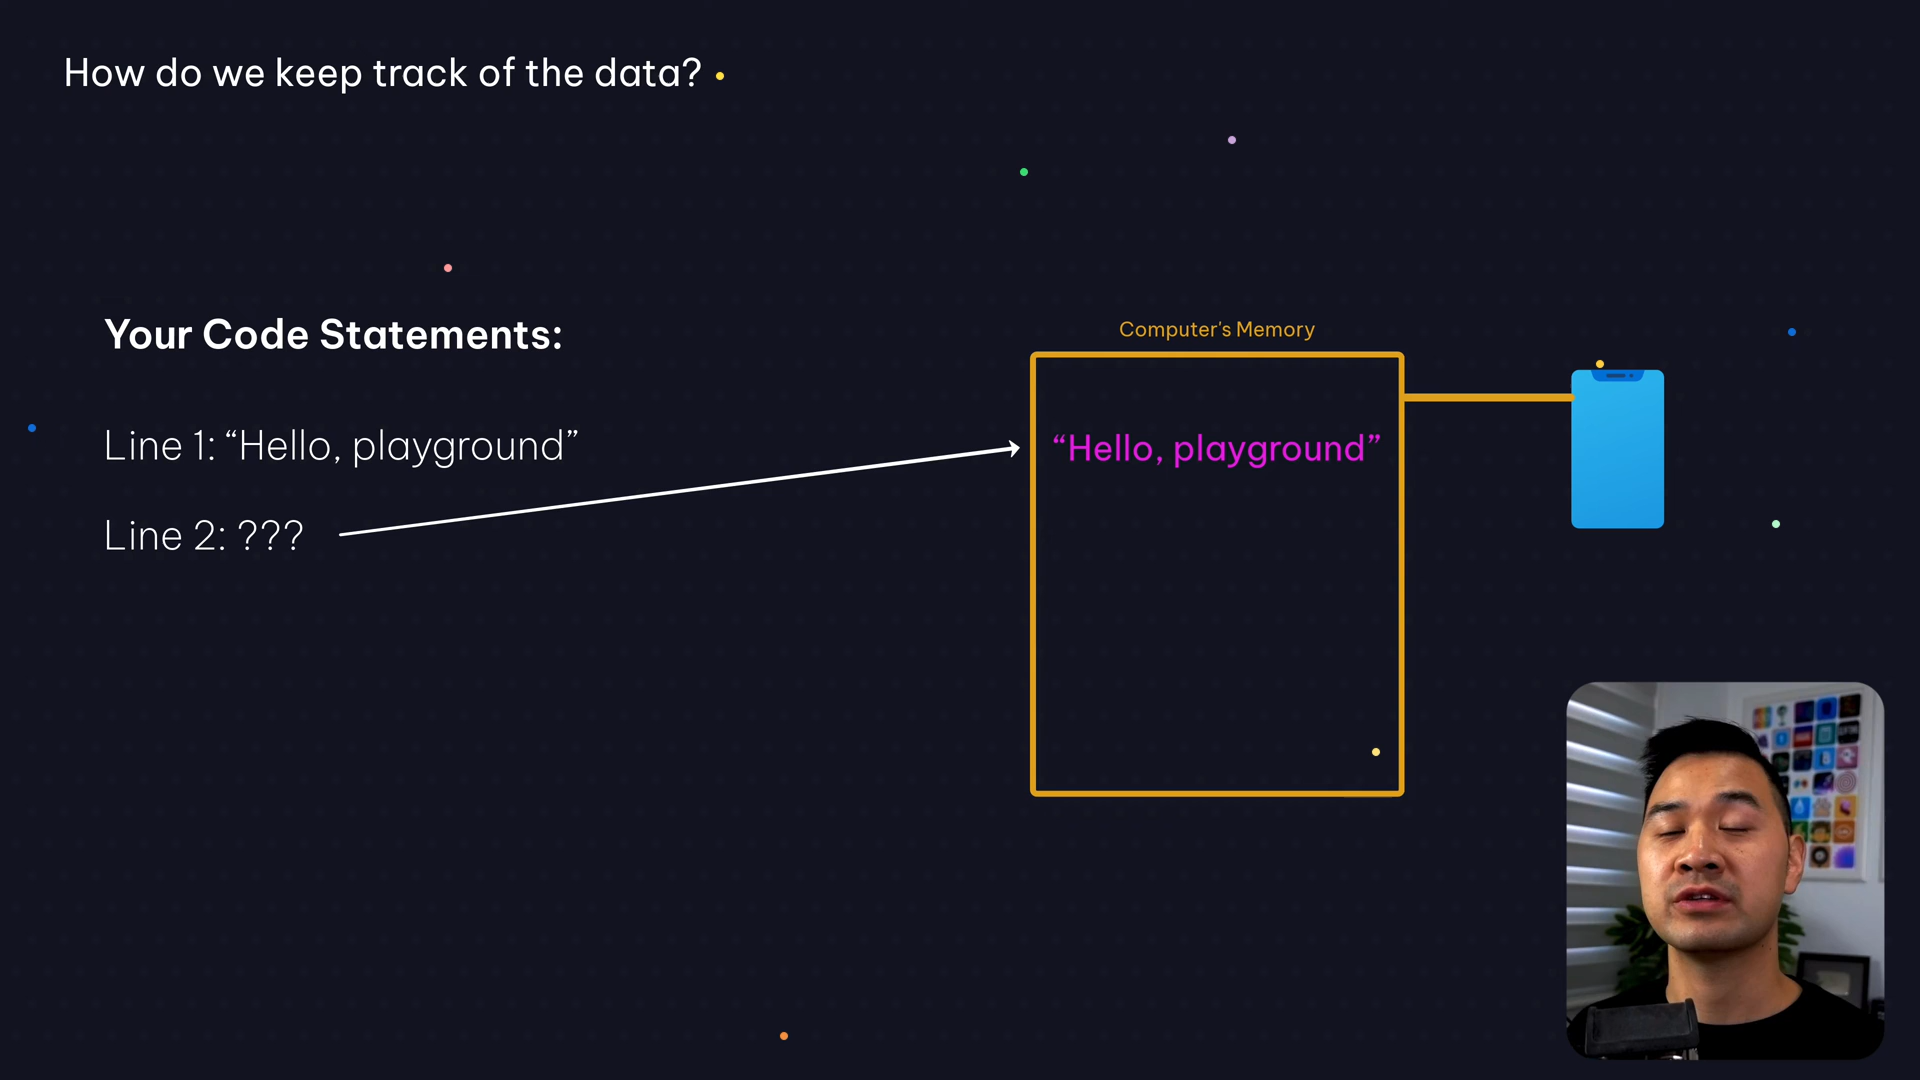 How do we keep track of the data?
Your Code Statements:
Computer's Memory
Line 1: “Hello, playground”
“Hello, playground”
Line 2: ???